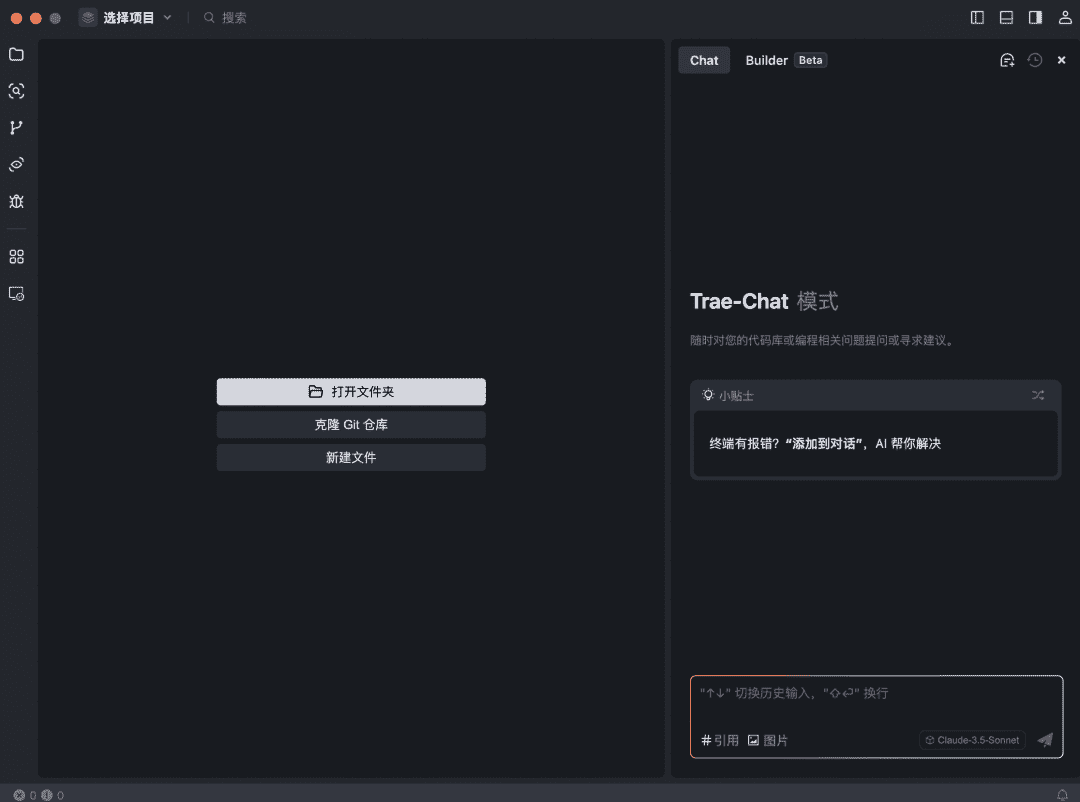 选择项目
搜索
Chat Builder Beta
Trae-Chat 模式
随时对您的代码库或编程相关问题提问或寻求建议。
打开文件夹
克隆 Git 仓库
新建文件
小贴士
终端有报错？“添加到对话”，AI 帮你解决
"↑↓" 切换历史输入，"⇧⏎" 换行
#引用 图片 Claude-3.5-Sonnet
0 0